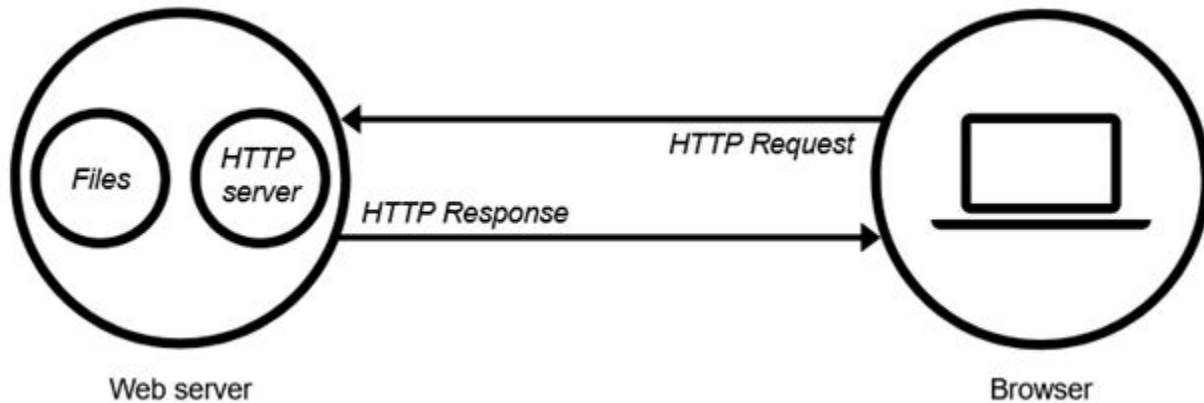 HTTP Request
Files
HTTP
server
HTTP Response
Web server
Browser